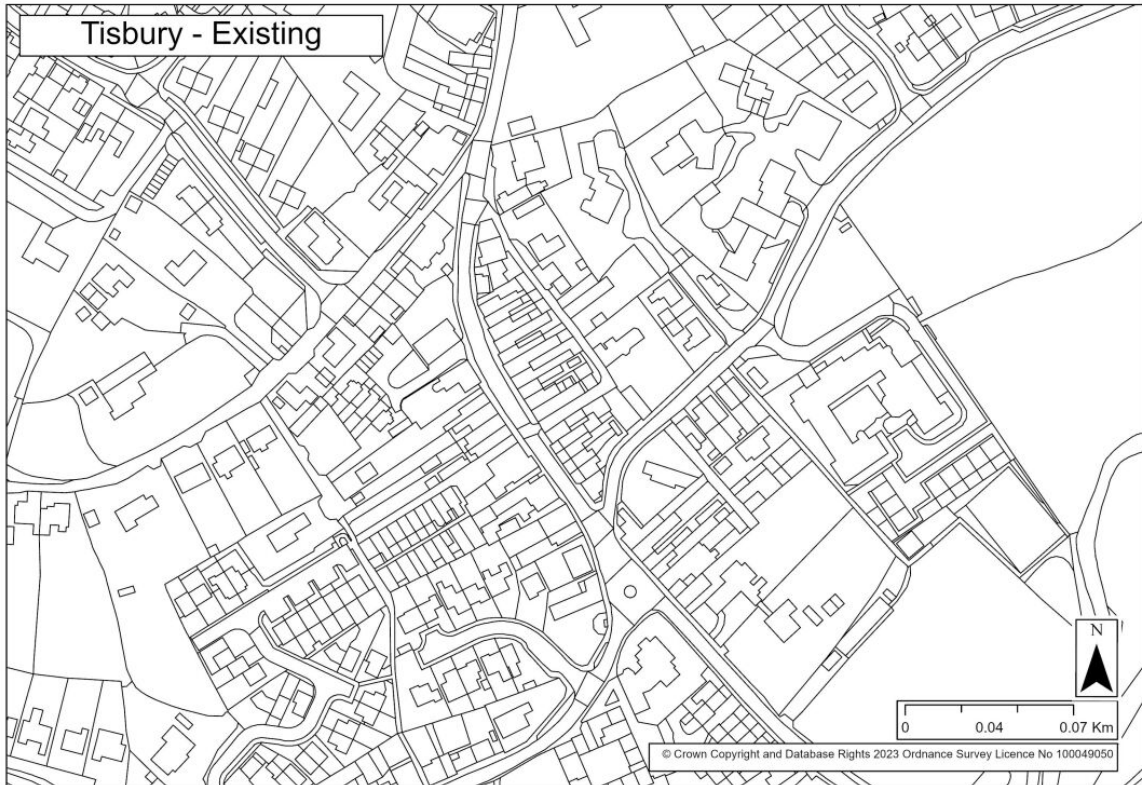 Tisbury - Existing
N
0 0.04 0.07 Km
© Crown Copyright and Database Rights 2023 Ordnance Survey Licence No 100049050